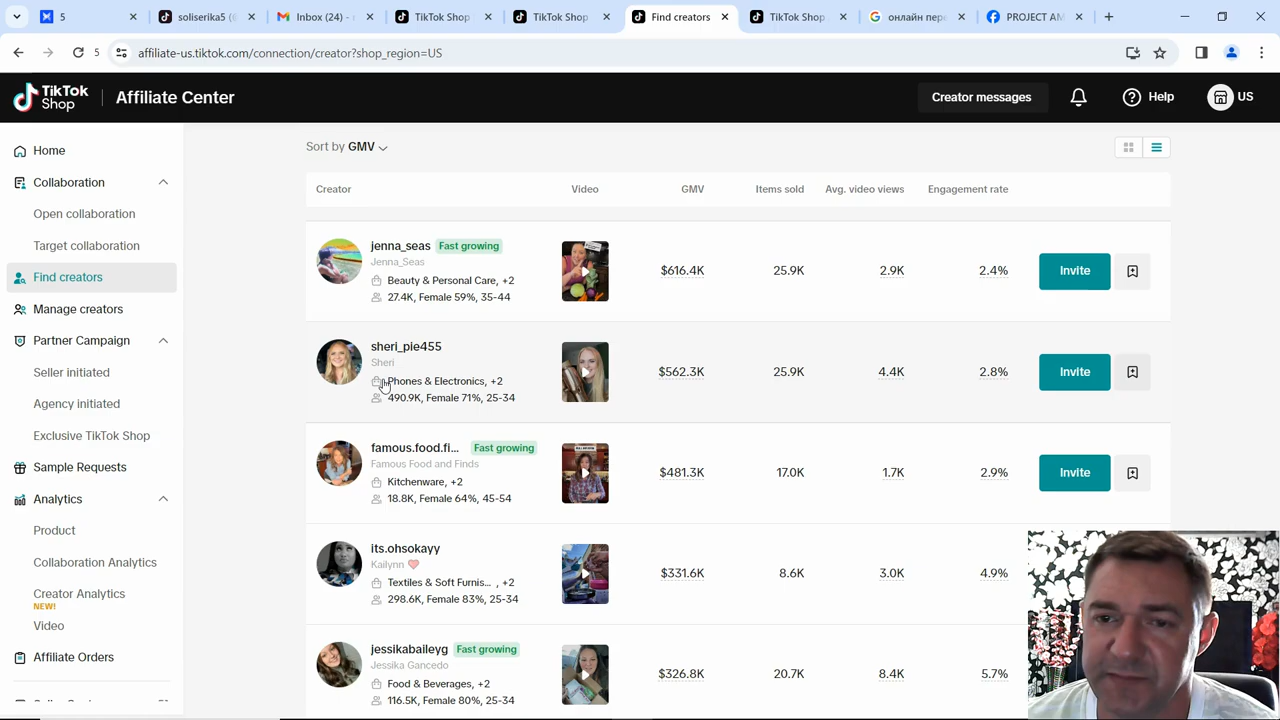 5
soliserika5 (
Inbox (24) -
TikTok Shop
TikTok Shop
Find creators
TikTok Shop
онлайн пер
PROJECT AM
5
affiliate-us.tiktok.com/connection/creator?shop_region=US
TikTok
Shop
Affiliate Center
Creator messages
Help
US
Home
Collaboration
Open collaboration
Target collaboration
Find creators
Manage creators
Partner Campaign
Seller initiated
Agency initiated
Exclusive TikTok Shop
Sample Requests
Analytics
Product
Collaboration Analytics
Creator Analytics
NEW!
Video
Affiliate Orders
Sort by GMV
Creator Video GMV Items sold Avg. video views Engagement rate
jenna_seas Fast growing
Jenna_Seas
Beauty & Personal Care, +2
27.4K, Female 59%, 35-44
$616.4K 25.9K 2.9K 2.4% Invite
sheri_pie455
Sheri
Phones & Electronics, +2
490.9K, Female 71%, 25-34
$562.3K 25.9K 4.4K 2.8% Invite
famous.food.fi... Fast growing
Famous Food and Finds
Kitchenware, +2
18.8K, Female 64%, 45-54
$481.3K 17.0K 1.7K 2.9% Invite
its.ohsokayy
Kailynn
Textiles & Soft Furnis... , +2
298.6K, Female 83%, 25-34
$331.6K 8.6K 3.0K 4.9%
jessikabaileyg Fast growing
Jessika Gancedo
Food & Beverages, +2
116.5K, Female 80%, 25-34
$326.8K 20.7K 8.4K 5.7%